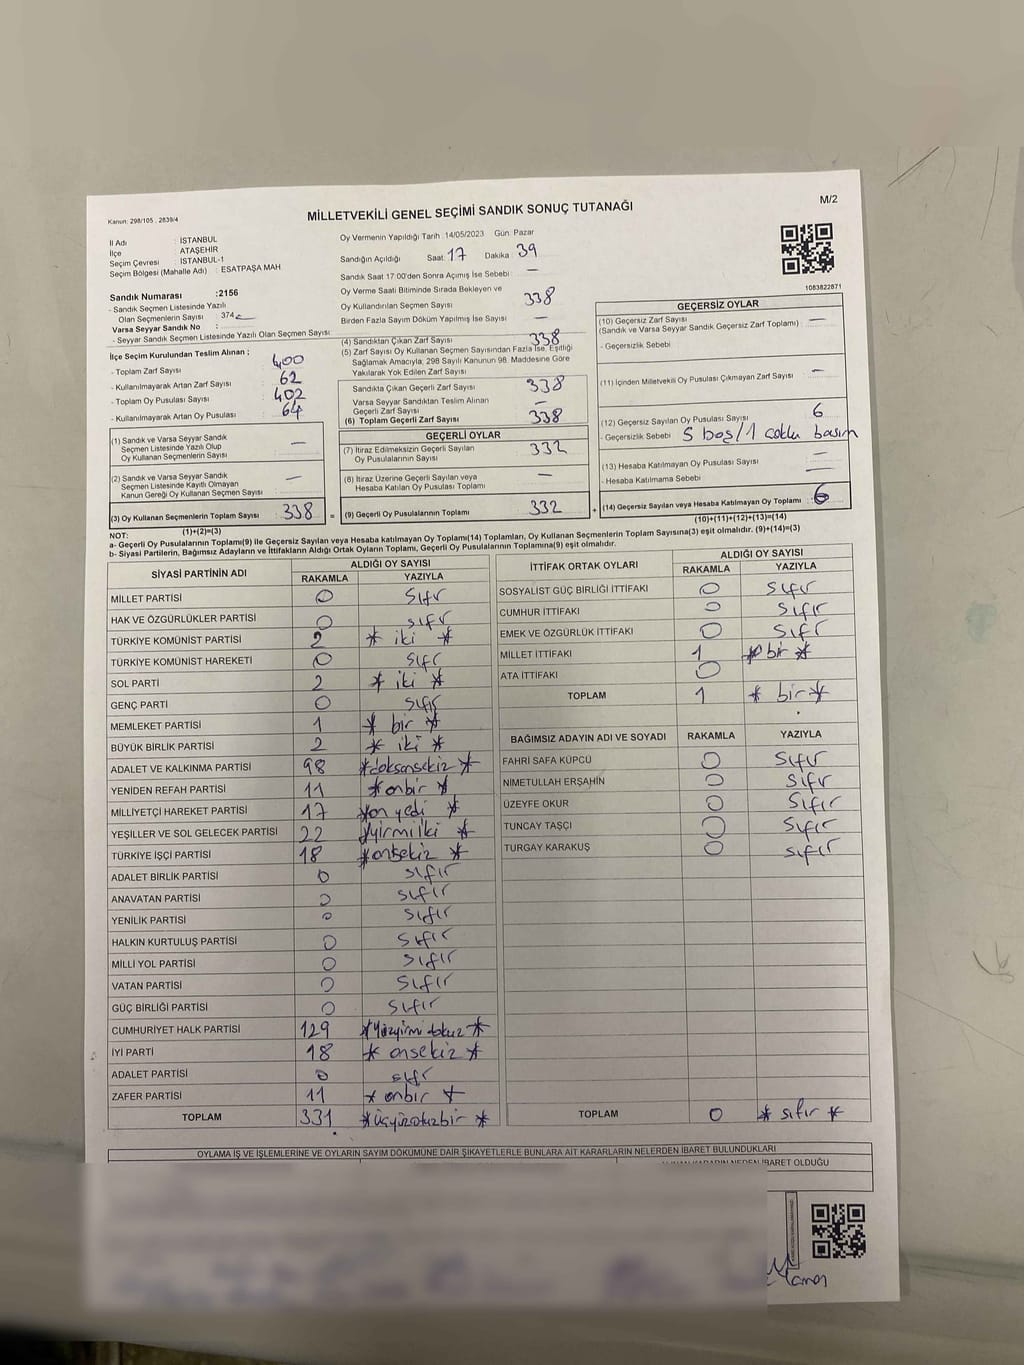 Kanun: 298/105 , 2839/4
MİLLETVEKİLİ GENEL SEÇİMİ SANDIK SONUÇ TUTANAĞI
M/2
İl Adı : İSTANBUL
İlçe : ATAŞEHİR
Seçim Çevresi : İSTANBUL-1
Seçim Bölgesi (Mahalle Adı) : ESATPAŞA MAH
Sandık Numarası :2156
- Sandık Seçmen Listesinde Yazılı
Olan Seçmenlerin Sayısı : 374
Varsa Seyyar Sandık No :
- Seyyar Sandık Seçmen Listesinde Yazılı Olan Seçmen Sayısı:
İlçe Seçim Kurulundan Teslim Alınan ;
- Toplam Zarf Sayısı : 400
- Kullanılmayarak Artan Zarf Sayısı : 62
- Toplam Oy Pusulası Sayısı : 402
- Kullanılmayarak Artan Oy Pusulası : 64
(1) Sandık ve Varsa Seyyar Sandık
Seçmen Listesinde Yazılı Olup
Oy Kullanan Seçmenlerin Sayısı : —
(2) Sandık ve Varsa Seyyar Sandık
Seçmen Listesinde Kayıtlı Olmayan
Kanun Gereği Oy Kullanan Seçmen Sayısı : —
(3) Oy Kullanan Seçmenlerin Toplam Sayısı : 338
(1)+(2)=(3)
Oy Vermenin Yapıldığı Tarih :14/05/2023 Gün: Pazar
Sandığın Açıldığı Saat: 17 Dakika: 39
Sandık Saat 17:00'den Sonra Açımış İse Sebebi : —
Oy Verme Saati Bitiminde Sırada Bekleyen ve
Oy Kullandırılan Seçmen Sayısı : 338
Birden Fazla Sayım Döküm Yapılmış İse Sayısı : —
(4) Sandıktan Çıkan Zarf Sayısı : 338
(5) Zarf Sayısı Oy Kullanan Seçmen Sayısından Fazla İse, Eşitliği
Sağlamak Amacıyla, 298 Sayılı Kanunun 98. Maddesine Göre
Yakılarak Yok Edilen Zarf Sayısı :
Sandıkta Çıkan Geçerli Zarf Sayısı : 338
Varsa Seyyar Sandıktan Teslim Alınan
Geçerli Zarf Sayısı : —
(6) Toplam Geçerli Zarf Sayısı : 338
GEÇERLİ OYLAR
(7) İtiraz Edilmeksizin Geçerli Sayılan
Oy Pusulalarının Sayısı : 332
(8) İtiraz Üzerine Geçerli Sayılan veya
Hesaba Katılan Oy Pusulası Toplamı : —
= (9) Geçerli Oy Pusulalarının Toplamı : 332
1083822871
GEÇERSİZ OYLAR
(10) Geçersiz Zarf Sayısı : —
(Sandık ve Varsa Seyyar Sandık Geçersiz Zarf Toplamı)
- Geçersizlik Sebebi :
(11) İçinden Milletvekili Oy Pusulası Çıkmayan Zarf Sayısı : —
(12) Geçersiz Sayılan Oy Pusulası Sayısı : 6
- Geçersizlik Sebebi : 5 boş/1 çoklu basım
(13) Hesaba Katılmayan Oy Pusulası Sayısı : —
- Hesaba Katılmama Sebebi : —
+ (14) Geçersiz Sayılan veya Hesaba Katılmayan Oy Toplamı : 6
(10)+(11)+(12)+(13)=(14)
NOT:
a- Geçerli Oy Pusulalarının Toplamı(9) ile Geçersiz Sayılan veya Hesaba katılmayan Oy Toplamı(14) Toplamları, Oy Kullanan Seçmenlerin Toplam Sayısına(3) eşit olmalıdır. (9)+(14)=(3)
b- Siyasi Partilerin, Bağımsız Adayların ve İttifakların Aldığı Ortak Oyların Toplamı, Geçerli Oy Pusulalarının Toplamına(9) eşit olmalıdır.
SİYASİ PARTİNİN ADI ALDIĞI OY SAYISI
RAKAMLA YAZIYLA
MİLLET PARTİSİ 0 Sıfır
HAK VE ÖZGÜRLÜKLER PARTİSİ 0 sıfır
TÜRKİYE KOMÜNİST PARTİSİ 2 * iki *
TÜRKİYE KOMÜNİST HAREKETİ 0 Sıfır
SOL PARTİ 2 * iki *
GENÇ PARTİ 0 sıfır
MEMLEKET PARTİSİ 1 * bir *
BÜYÜK BİRLİK PARTİSİ 2 * iki *
ADALET VE KALKINMA PARTİSİ 98 *doksansekiz *
YENİDEN REFAH PARTİSİ 11 *onbir *
MİLLİYETÇİ HAREKET PARTİSİ 17 *on yedi *
YEŞİLLER VE SOL GELECEK PARTİSİ 22 *yirmiiki *
TÜRKİYE İŞÇİ PARTİSİ 18 *onsekiz *
ADALET BİRLİK PARTİSİ 0 sıfır
ANAVATAN PARTİSİ 0 sıfır
YENİLİK PARTİSİ 0 sıfır
HALKIN KURTULUŞ PARTİSİ 0 sıfır
MİLLİ YOL PARTİSİ 0 sıfır
VATAN PARTİSİ 0 sıfır
GÜÇ BİRLİĞİ PARTİSİ 0 sıfır
CUMHURİYET HALK PARTİSİ 129 *yüzyirmi dokuz *
İYİ PARTİ 18 * onsekiz *
ADALET PARTİSİ 0 sıfır
ZAFER PARTİSİ 11 * onbir *
TOPLAM 331 *üçyüzotuzbir *
İTTİFAK ORTAK OYLARI ALDIĞI OY SAYISI
RAKAMLA YAZIYLA
SOSYALİST GÜÇ BİRLİĞİ İTTİFAKI 0 sıfır
CUMHUR İTTİFAKI 0 sıfır
EMEK VE ÖZGÜRLÜK İTTİFAKI 0 sıfır
MİLLET İTTİFAKI 1 * bir *
ATA İTTİFAKI 0
TOPLAM 1 * bir *
BAĞIMSIZ ADAYIN ADI VE SOYADI RAKAMLA YAZIYLA
FAHRİ SAFA KÜPCÜ 0 sıfır
NİMETULLAH ERŞAHİN 0 sıfır
ÜZEYFE OKUR 0 sıfır
TUNCAY TAŞÇI 0 sıfır
TURGAY KARAKUŞ 0 sıfır
TOPLAM 0 * sıfır *
OYLAMA İŞ VE İŞLEMLERİNE VE OYLARIN SAYIM DÖKÜMÜNE DAİR ŞİKAYETLERLE BUNLARA AİT KARARLARIN NELERDEN İBARET BULUNDUKLARI
NEDEN İBARET OLDUĞU